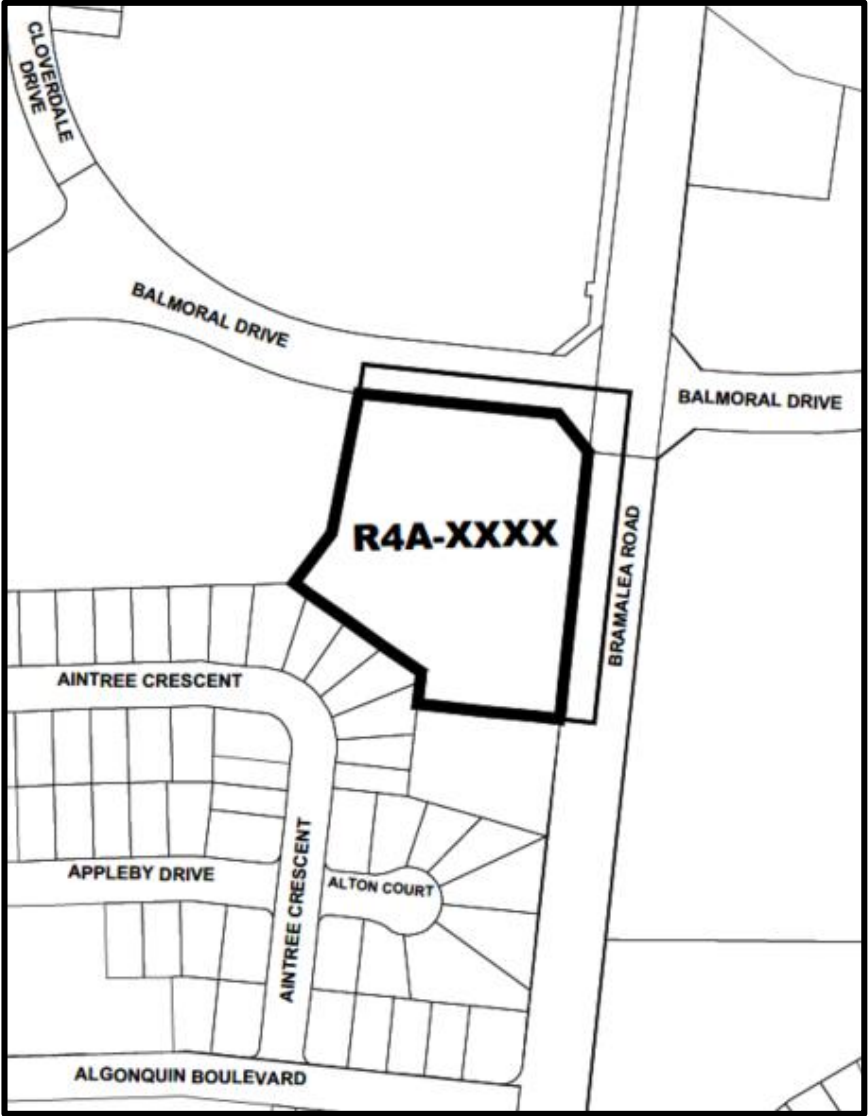 CLOVERDALE
DRIVE
BALMORAL DRIVE
BALMORAL DRIVE
R4A-XXXX
BRAMALEA ROAD
AINTREE CRESCENT
APPLEBY DRIVE
ALTON COURT
AINTREE CRESCENT
ALGONQUIN BOULEVARD